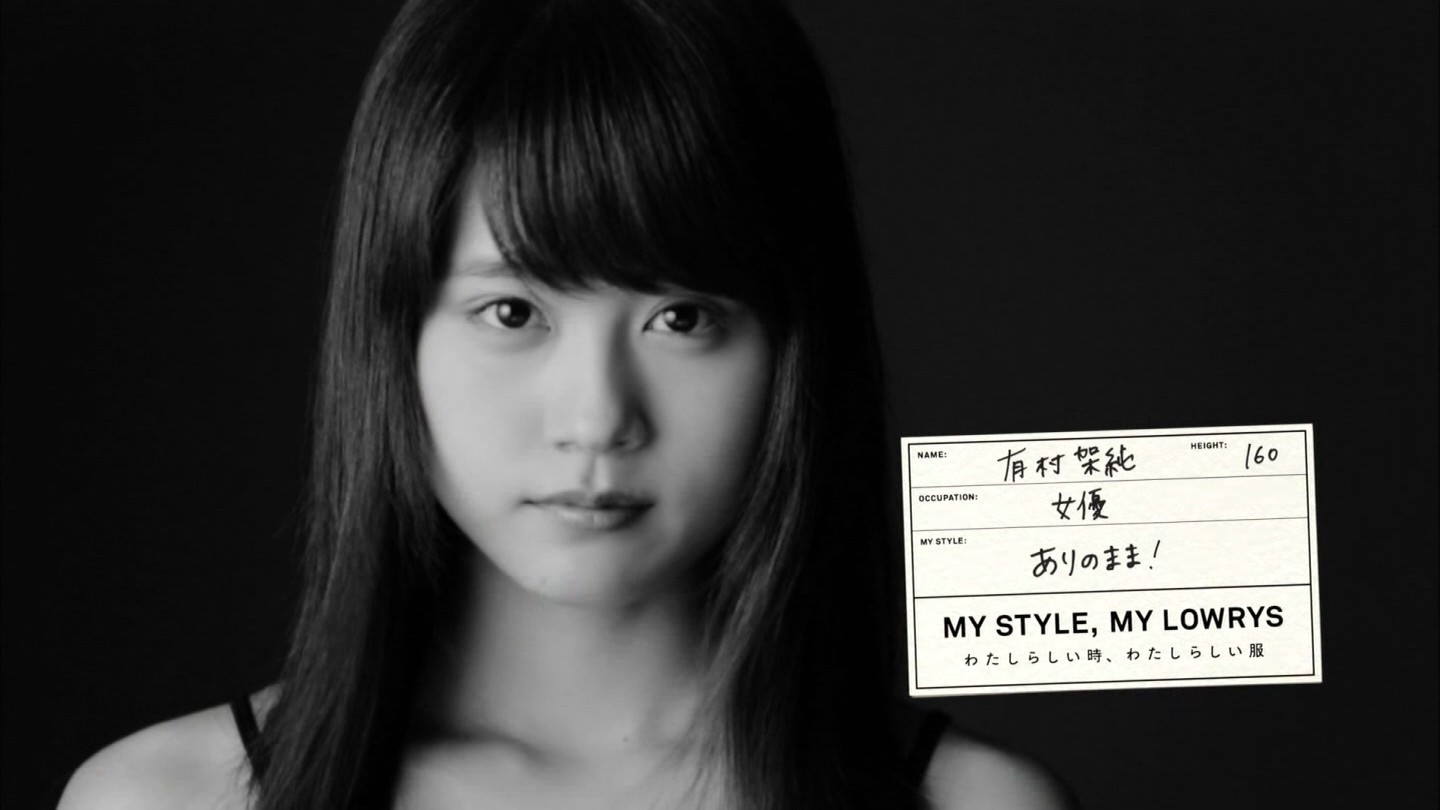 NAME: 有村架純 HEIGHT: 160
OCCUPATION: 女優
MY STYLE: ありのまま!
MY STYLE, MY LOWRYS
わたしらしい時、わたしらしい服